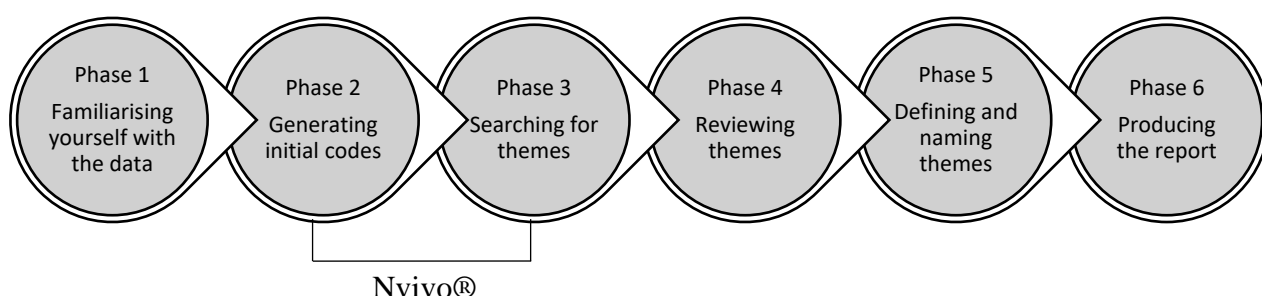 Phase 1
Familiarising
yourself with
the data
Phase 2
Generating
initial codes
Phase 3
Searching for
themes
Phase 4
Reviewing
themes
Phase 5
Defining and
naming
themes
Phase 6
Producing
the report
Nvivo®